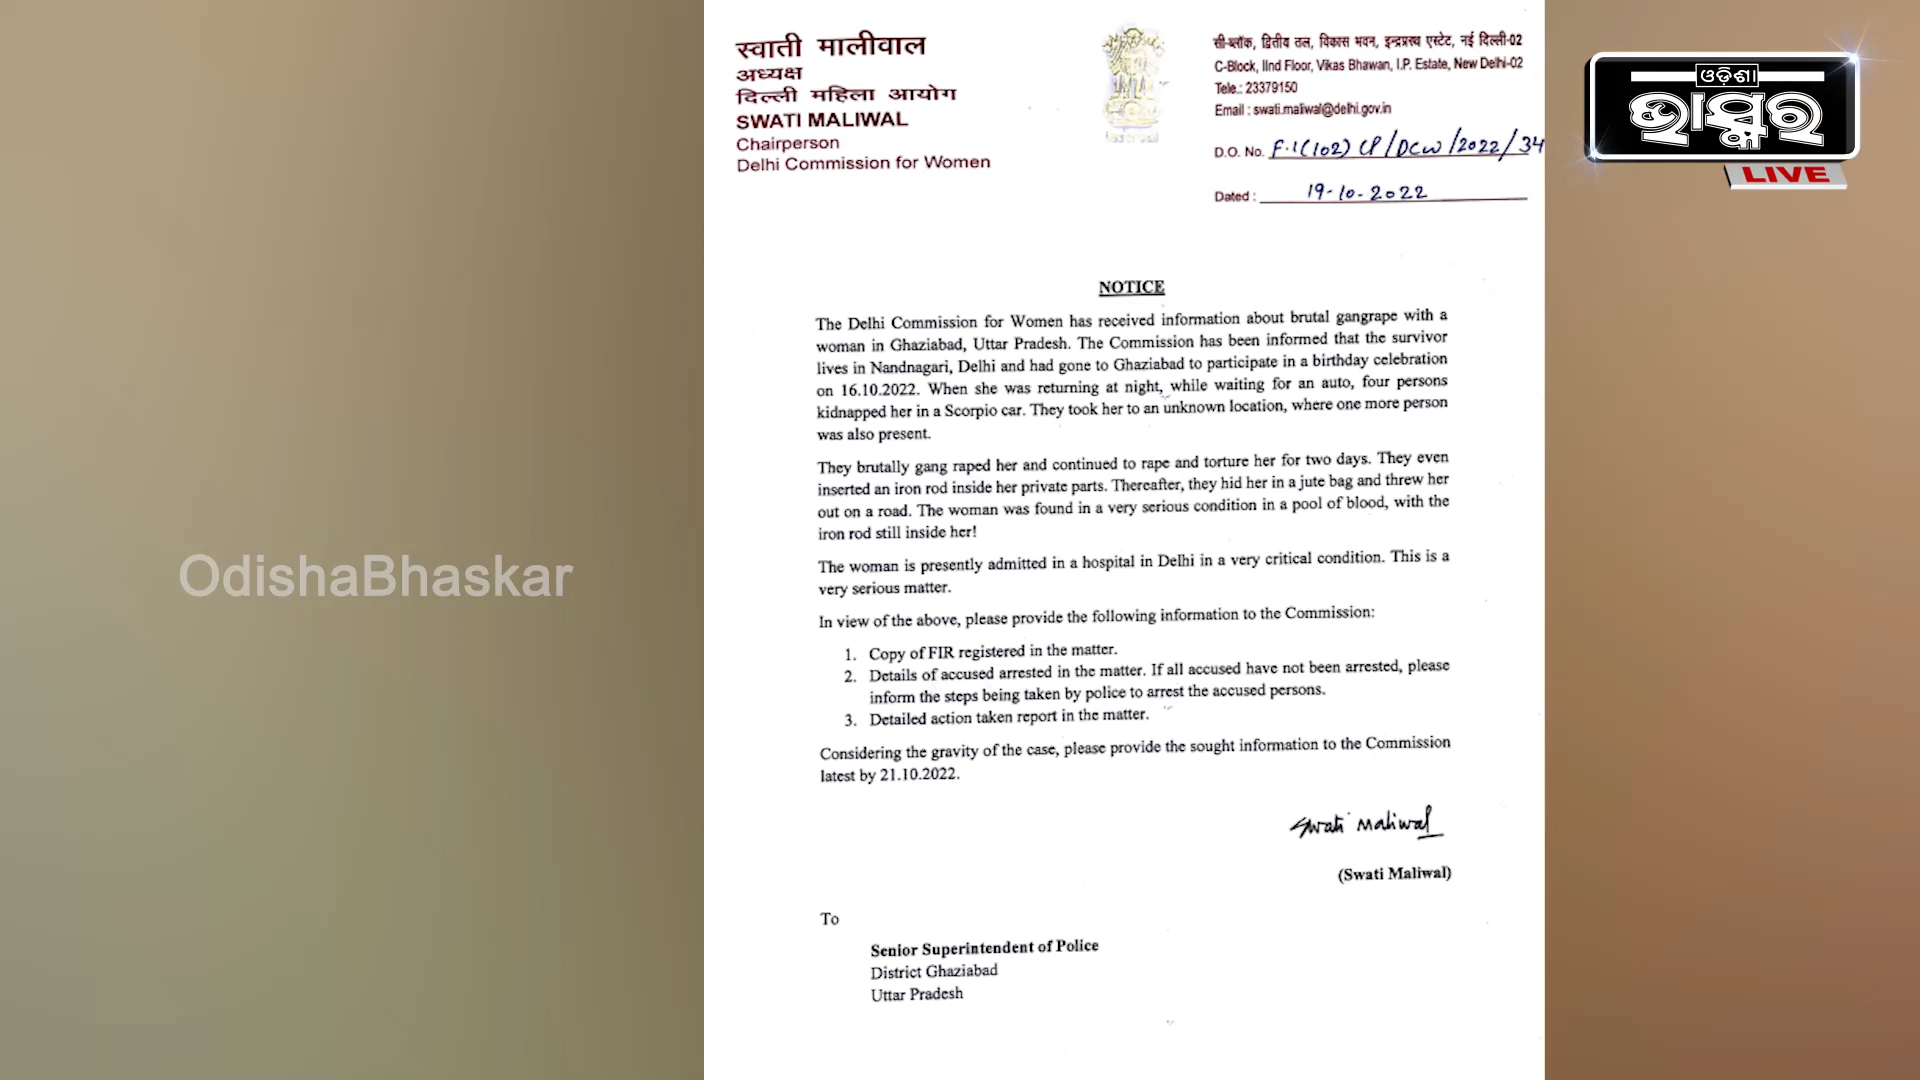 स्वाती मालीवाल
अध्यक्ष
दिल्ली महिला आयोग
SWATI MALIWAL
Chairperson
Delhi Commission for Women
सी-ब्लॉक, द्वितीय तल, विकास भवन, इन्द्रप्रस्थ एस्टेट, नई दिल्ली-02
C-Block, IInd Floor, Vikas Bhawan, I.P. Estate, New Delhi-02
Tele.: 23379150
Email : swati.maliwal@delhi.gov.in
D.O. No. F.1(102) CP/DCW/2022/34
Dated : 19-10-2022
ଓଡ଼ିଶା
ଭାସ୍କର
LIVE
NOTICE
The Delhi Commission for Women has received information about brutal gangrape with a
woman in Ghaziabad, Uttar Pradesh. The Commission has been informed that the survivor
lives in Nandnagari, Delhi and had gone to Ghaziabad to participate in a birthday celebration
on 16.10.2022. When she was returning at night, while waiting for an auto, four persons
kidnapped her in a Scorpio car. They took her to an unknown location, where one more person
was also present.
They brutally gang raped her and continued to rape and torture her for two days. They even
inserted an iron rod inside her private parts. Thereafter, they hid her in a jute bag and threw her
out on a road. The woman was found in a very serious condition in a pool of blood, with the
iron rod still inside her!
The woman is presently admitted in a hospital in Delhi in a very critical condition. This is a
very serious matter.
In view of the above, please provide the following information to the Commission:
1. Copy of FIR registered in the matter.
2. Details of accused arrested in the matter. If all accused have not been arrested, please
inform the steps being taken by police to arrest the accused persons.
3. Detailed action taken report in the matter.
Considering the gravity of the case, please provide the sought information to the Commission
latest by 21.10.2022.
Swati Maliwal
(Swati Maliwal)
To
Senior Superintendent of Police
District Ghaziabad
Uttar Pradesh
OdishaBhaskar